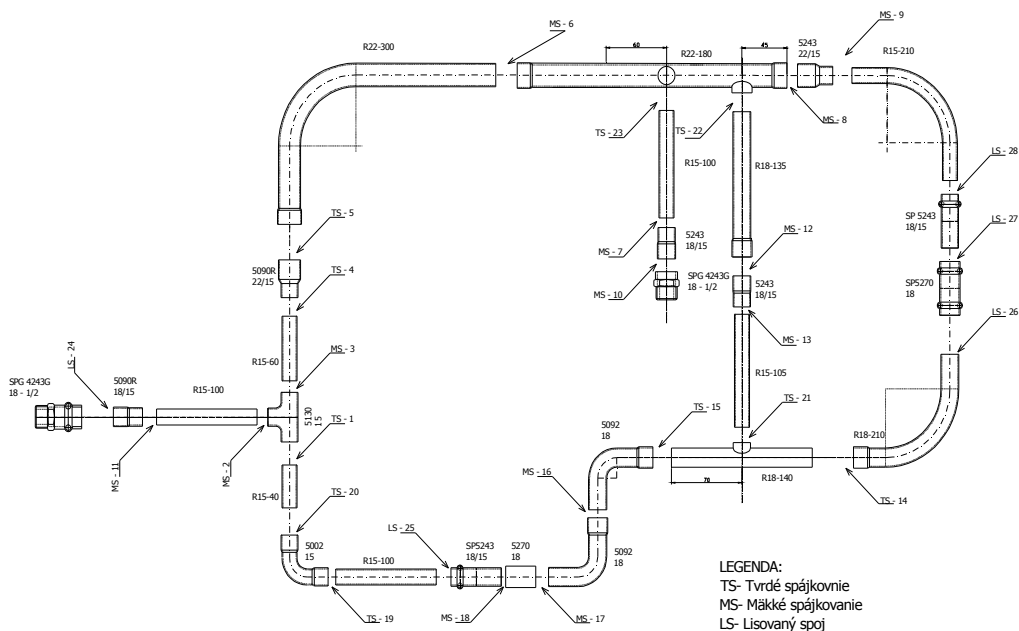 MS - 6
MS - 9
R22-300
60
R22-180
45
5243
22/15
R15-210
MS - 8
TS - 23
TS - 22
R15-100
R18-135
LS - 28
SP 5243
18/15
LS - 27
TS - 5
MS - 7
5243
18/15
MS - 12
5090R
22/15
TS - 4
MS - 10
SPG 4243G
18 - 1/2
5243
18/15
SP5270
18
LS - 26
R15-60
MS - 3
MS - 13
LS - 24
SPG 4243G
18 - 1/2
5090R
18/15
R15-100
R15-105
5130
15
TS - 1
TS - 15
TS - 21
5092
18
MS - 11
MS - 2
R18-210
MS - 16
70
R18-140
R15-40
TS - 20
TS - 14
LS - 25
5002
15
R15-100
SP5243
18/15
5270
18
5092
18
TS - 19
MS - 18
MS - 17
LEGENDA:
TS- Tvrdé spájkovnie
MS- Mäkké spájkovanie
LS- Lisovaný spoj